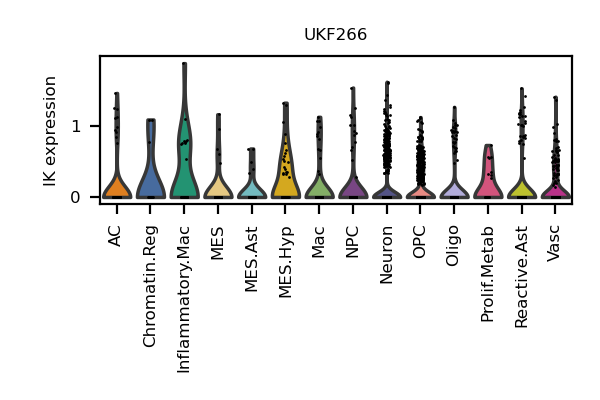 UKF266
IK expression
1
0
AC
Chromatin.Reg
Inflammatory.Mac
MES
MES.Ast
MES.Hyp
Mac
NPC
Neuron
OPC
Oligo
Prolif.Metab
Reactive.Ast
Vasc